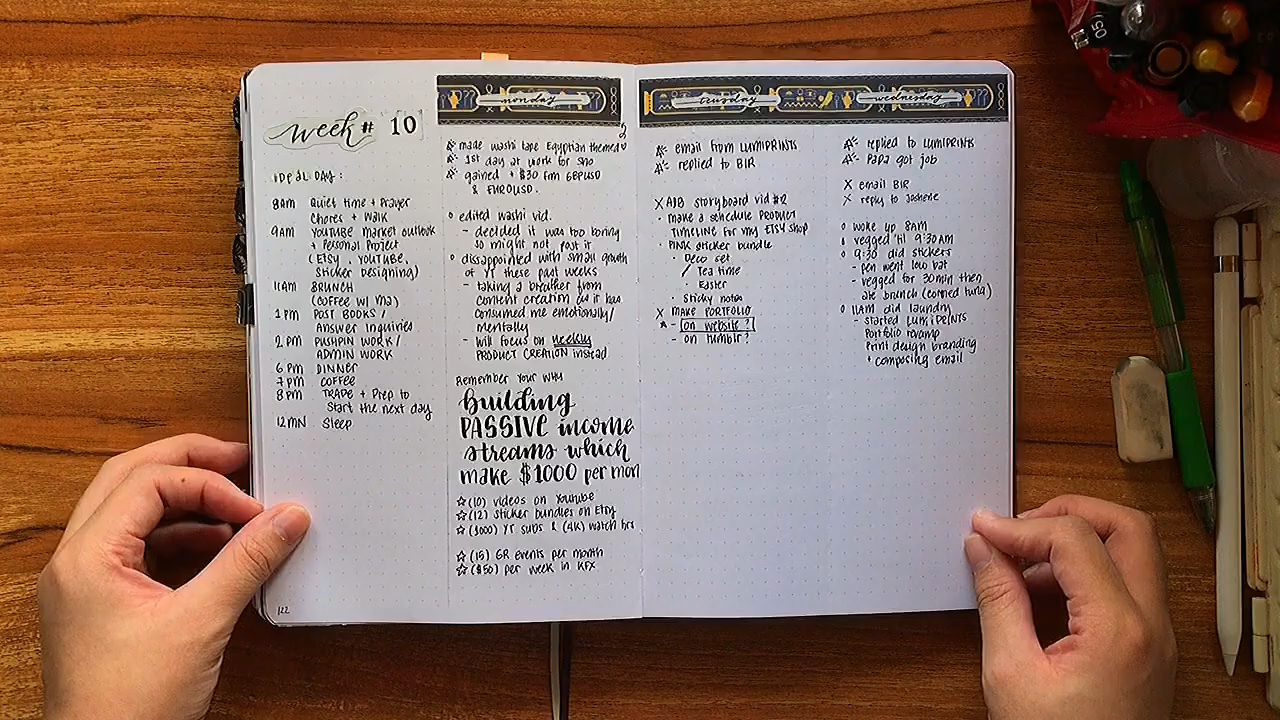 week # 10
IDEAL DAY:
8AM Quiet time + Prayer
Chores + Walk
9AM YOUTUBE Market Outlook
+ Personal Project
(ETSY, YOUTUBE,
Sticker Designing)
11AM BRUNCH
(COFFEE W/ MA)
1 PM POST BOOKS /
Answer Inquiries
2 PM PUSHPIN WORK /
ADMIN WORK
6 PM DINNER
7 PM COFFEE
8 PM TRADE + Prep to
Start the next day
12MN Sleep
122
monday
made washi tape Egyptian themed
1st day at work for Sho
gained + $30 Fm GBPUSD
& EURUSD.
edited washi vid.
- decided it was too boring
so might not post it
disappointed with small growth
of YT these past weeks
- taking a breather from
content creation as it has
consumed me emotionally/
mentally
- will focus on weekly
PRODUCT CREATION instead
Remember your WHY
building
PASSIVE income
streams which
make $1000 per mon
☆ (10) videos on Youtube
☆ (12) sticker bundles on Etsy
☆ (1000) YT subs & (4K) watch hrs
☆ (15) GR events per month
☆ ($50) per week in KFX
tuesday
email from LUMIPRINTS
replied to BIR
X AJB storyboard vid #2
- make a schedule PRODUCT
TIMELINE for my ETSY shop
• PINK sticker bundle
• Deco set
/ Tea time
• Easter
• Sticky notes
X MAKE PORTFOLIO
* - on website?
- on tumblr?
wednesday
replied to LUMIPRINTS
PAPA got job
X email BIR
X reply to Jashene
woke up 8AM
vegged 'til 9:30AM
9:30 did stickers
- pen went low bat
- vegged for 30min then
ate brunch (corned tuna)
11AM did laundry
- started LUMIPRINTS
Portfolio revamp
Print design branding
+ composing email